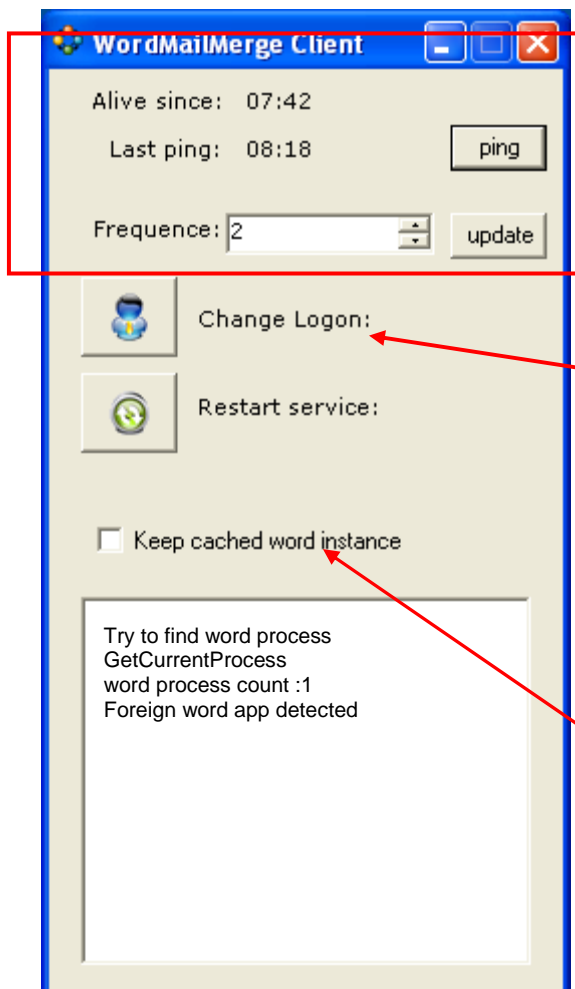 WordMailMerge Client
Alive since: 07:42
Last ping: 08:18 ping
Frequence: 2 update
Change Logon:
Restart service:
Keep cached word instance
Try to find word process
GetCurrentProcess
word process count :1
Foreign word app detected